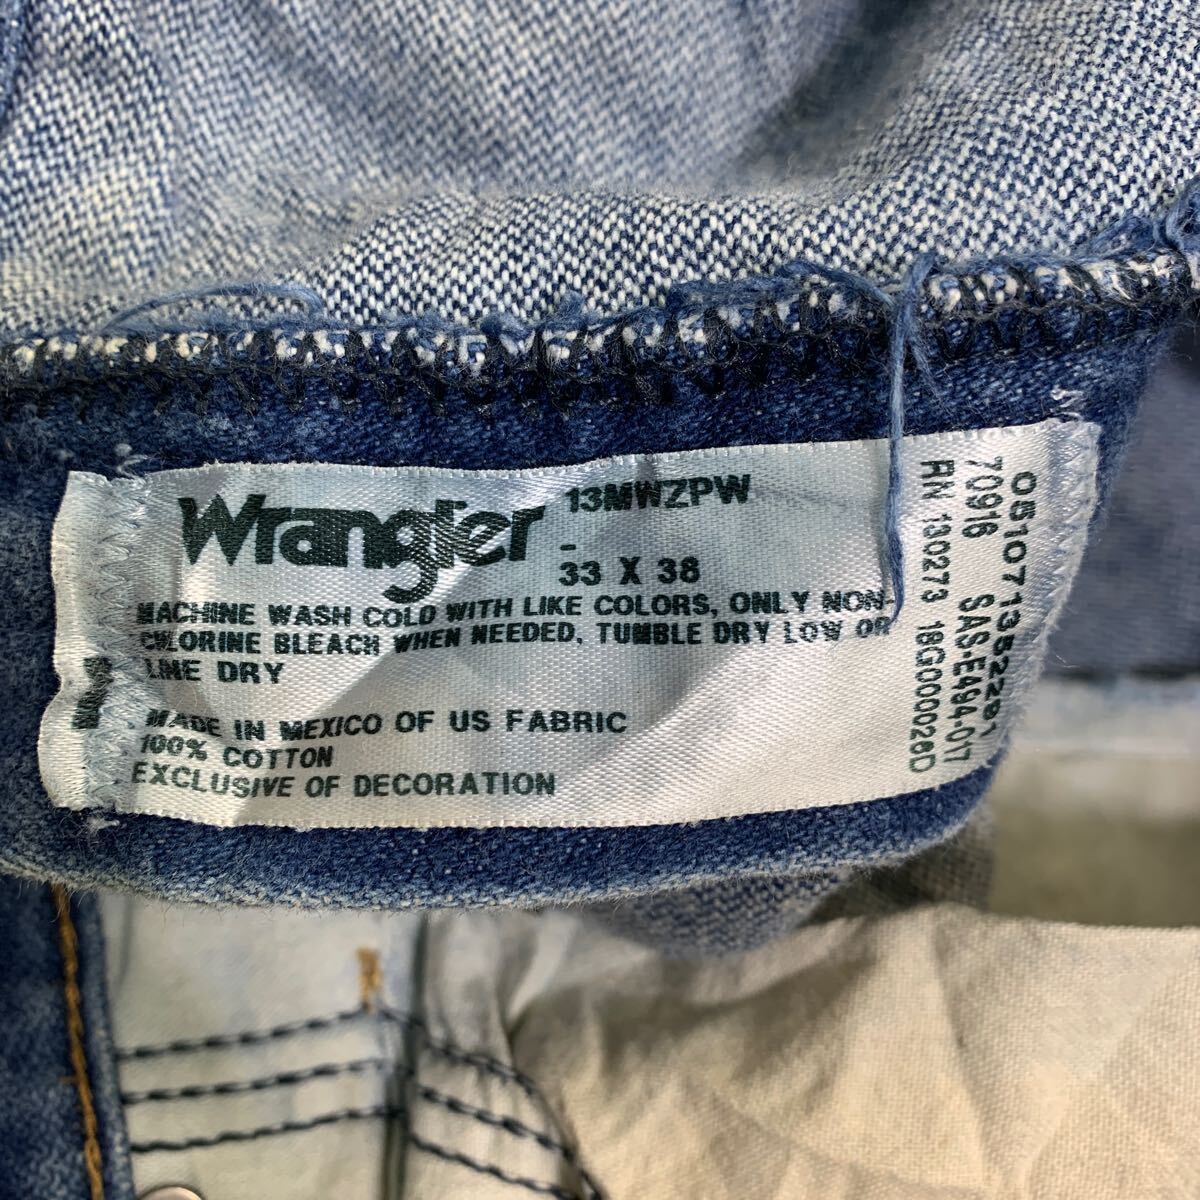 Wrangler
13MWZPW
-
33 X 38
MACHINE WASH COLD WITH LIKE COLORS, ONLY NON-
CHLORINE BLEACH WHEN NEEDED, TUMBLE DRY LOW OR
LINE DRY
MADE IN MEXICO OF US FABRIC
100% COTTON
EXCLUSIVE OF DECORATION
051071352291
70916 SAS-E494-017
RN 130273 18G000026D